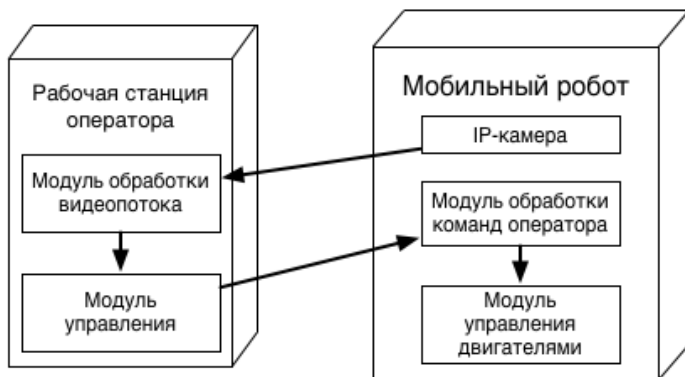 Рабочая станция
оператора
Модуль обработки
видеопотока
Модуль
управления
Мобильный робот
IP-камера
Модуль обработки
команд оператора
Модуль
управления
двигателями